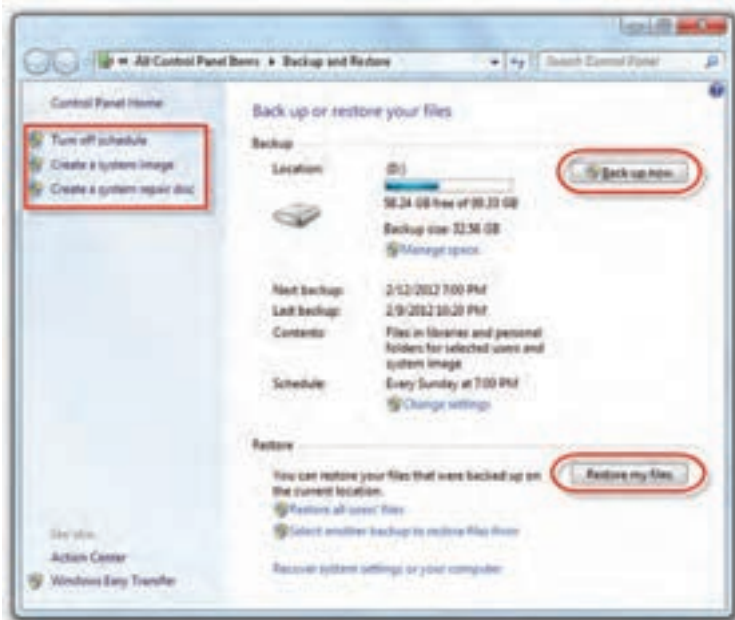 All Control Panel Items ▸ Backup and Restore
Search Control Panel
Control Panel Home
Turn off schedule
Create a system image
Create a system repair disc
See also
Action Center
Windows Easy Transfer
Back up or restore your files
Backup
Location: (D:)
58.24 GB free of
Backup size: 32.56 GB
Manage space
Back up now
Next backup: 2/12/2012 7:00 PM
Last backup: 2/9/2012 10:20 PM
Contents: Files in libraries and personal
folders for selected users and
system image
Schedule: Every Sunday at 7:00 PM
Change settings
Restore
You can restore your files that were backed up on
the current location.
Restore my files
Restore all users' files
Select another backup to restore files from
Recover system settings or your computer